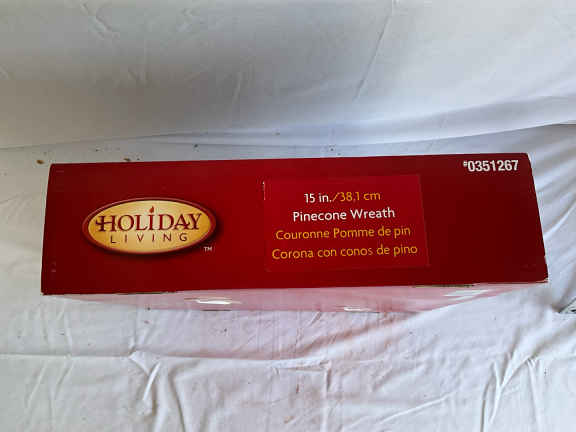 HOLIDAY
LIVING
™
15 in./38,1 cm
Pinecone Wreath
Couronne Pomme de pin
Corona con conos de pino
#0351267